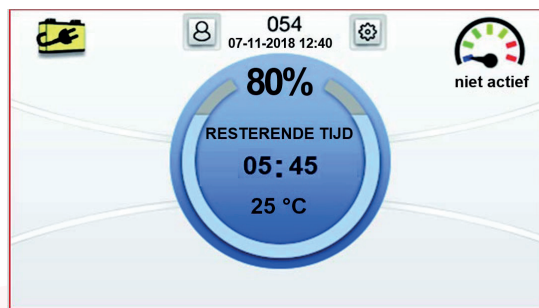 054
07-11-2018 12:40
niet actief
80%
RESTERENDE TIJD
05:45
25 °C